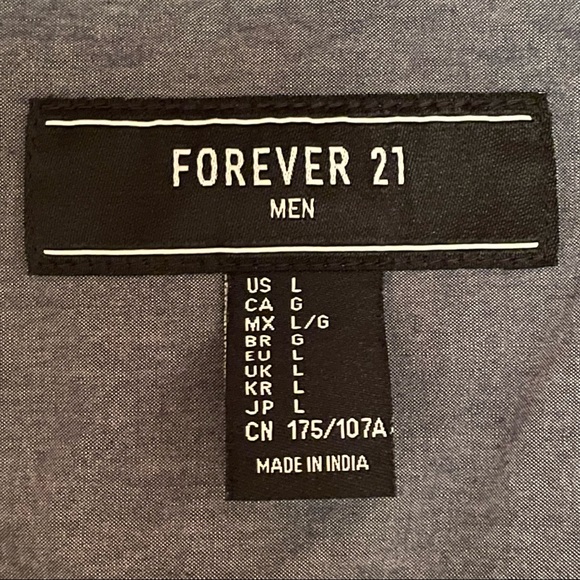 FOREVER 21
MEN
US L
CA G
MX L/G
BR G
EU L
UK L
KR L
JP L
CN 175/107A
MADE IN INDIA